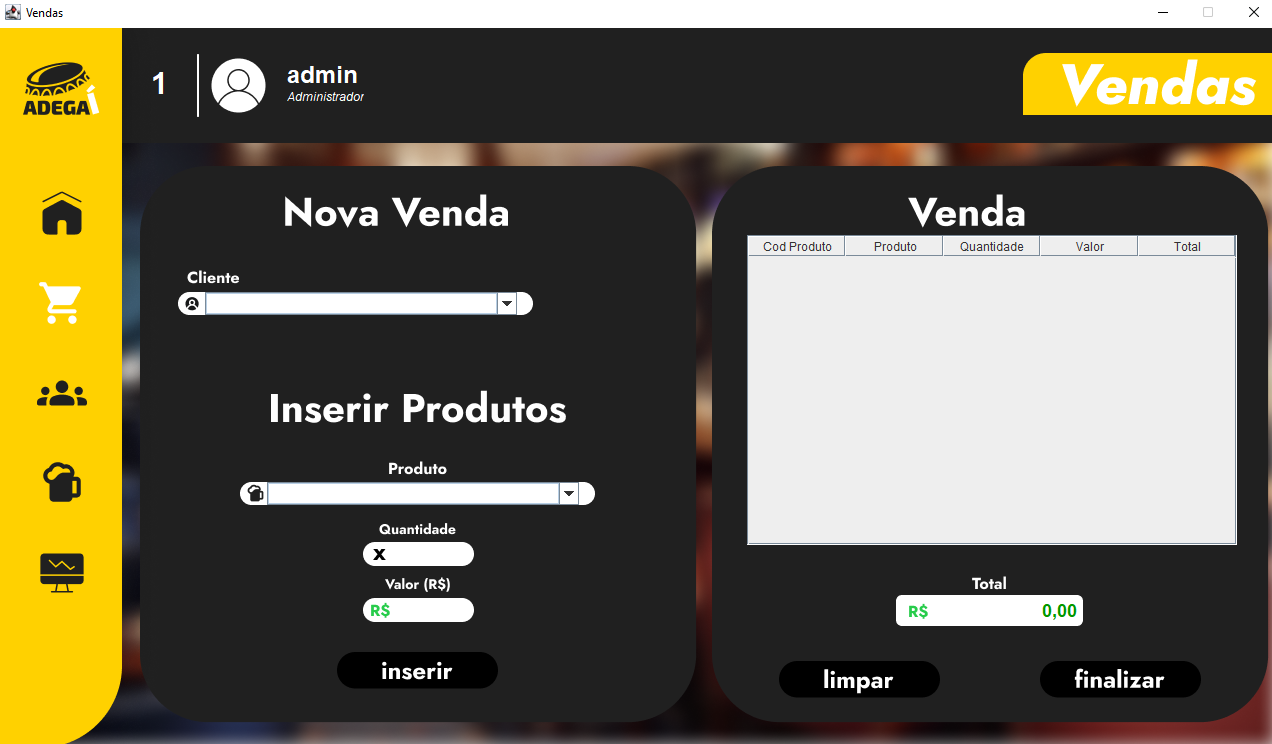 Vendas
ADEGAÍ
1
admin
Administrador
Vendas
Nova Venda
Cliente
Inserir Produtos
Produto
Quantidade
X
Valor (R$)
R$
inserir
Venda
Cod Produto Produto Quantidade Valor Total
Total
R$ 0,00
limpar finalizar